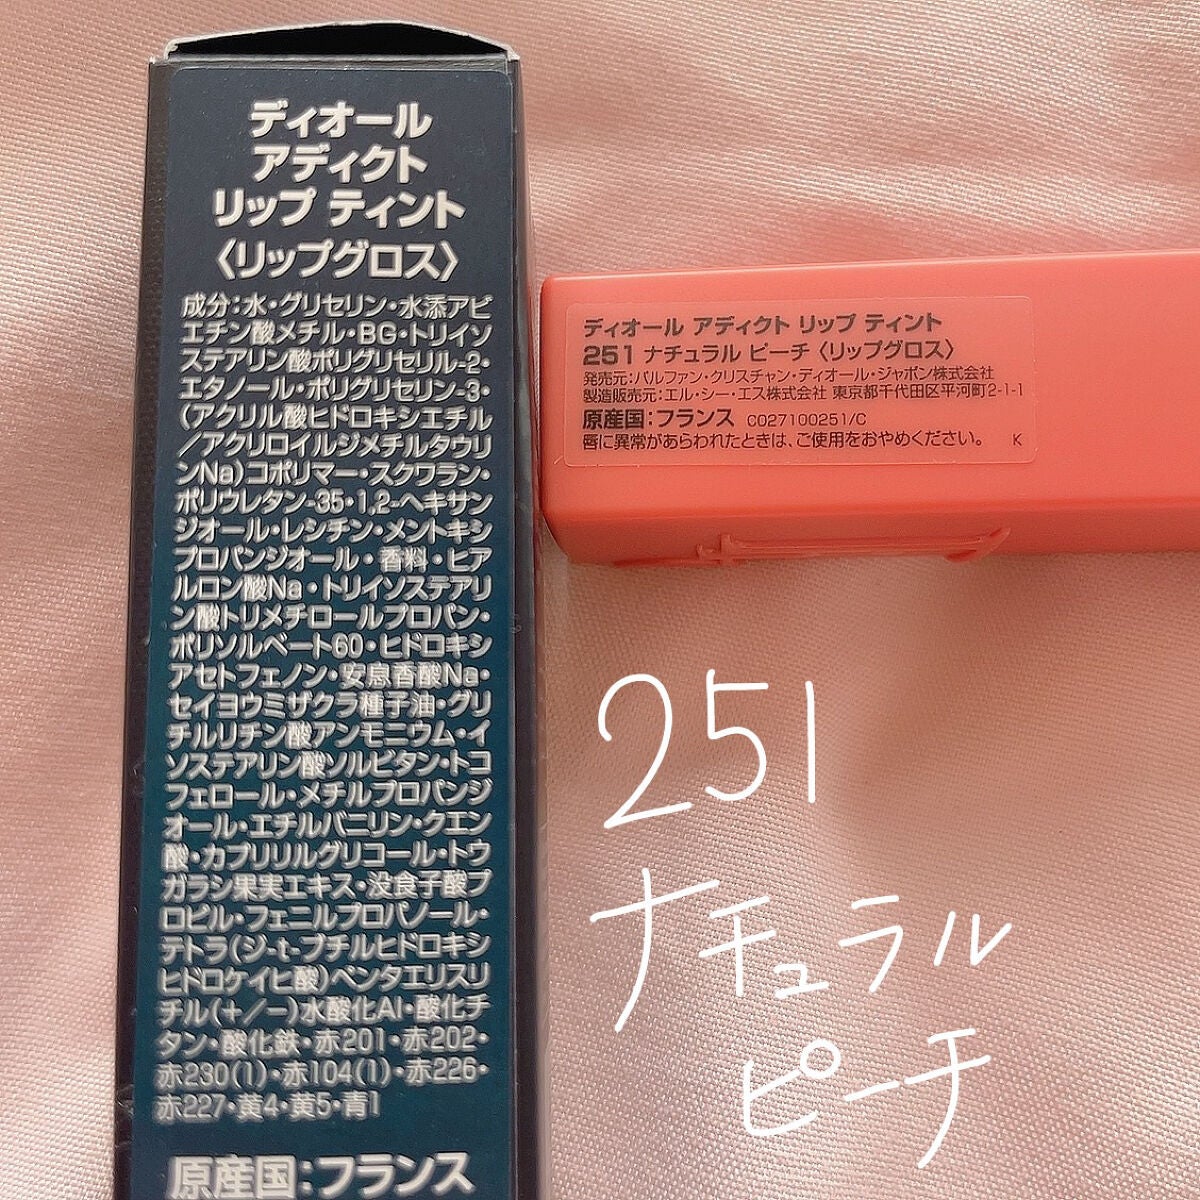 ディオール
アディクト
リップ ティント
〈リップグロス〉
成分：水・グリセリン・水添アビ
エチン酸メチル・BG・トリイソ
ステアリン酸ポリグリセリル-2・
エタノール・ポリグリセリン-3・
(アクリル酸ヒドロキシエチル
/アクリロイルジメチルタウリ
ンNa)コポリマー・スクワラン・
ポリウレタン-35・1,2-ヘキサン
ジオール・レシチン・メントキシ
プロパンジオール・香料・ヒア
ルロン酸Na・トリイソステアリ
ン酸トリメチロールプロパン・
ポリソルベート60・ヒドロキシ
アセトフェノン・安息香酸Na・
セイヨウミザクラ種子油・グリ
チルリチン酸アンモニウム・イ
ソステアリン酸ソルビタン・トコ
フェロール・メチルプロパンジ
オール・エチルバニリン・クエン
酸・カプリリルグリコール・トウ
ガラシ果実エキス・没食子酸プ
ロピル・フェニルプロパノール・
テトラ(ジ-t-ブチルヒドロキシ
ヒドロケイヒ酸)ペンタエリスリ
チル(+/-)水酸化Al・酸化チ
タン・酸化鉄・赤201・赤202・
赤230(1)・赤104(1)・赤226・
赤227・黄4・黄5・青1
原産国：フランス
ディオール アディクト リップ ティント
251 ナチュラル ピーチ〈リップグロス〉
発売元：パルファン・クリスチャン・ディオール・ジャポン株式会社
製造販売元：エル・シー・エス株式会社 東京都千代田区平河町2-1-1
原産国：フランス C027100251/C
唇に異常があらわれたときは、ご使用をおやめください。 K
251
ナチュラル
ピーチ